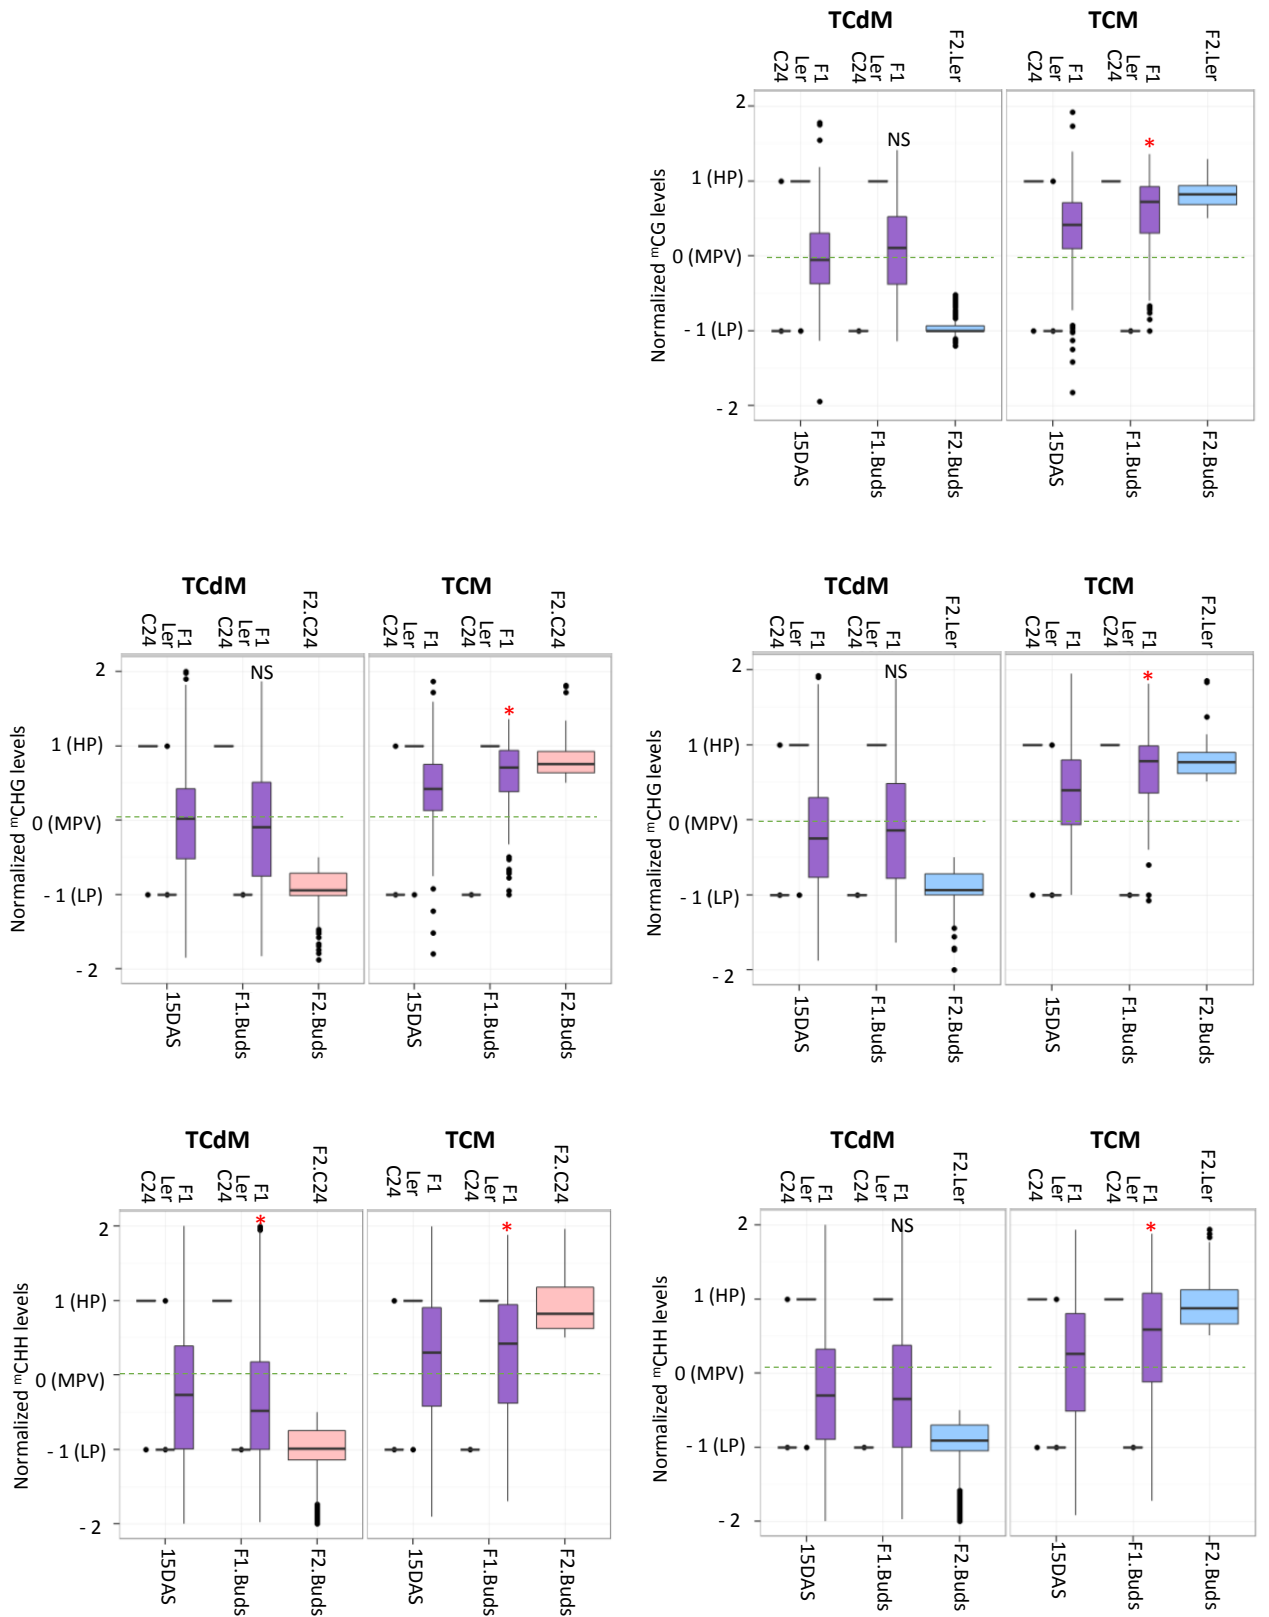 TCdM TCM
C24 Ler F1 C24 Ler F1 F2.Ler C24 Ler F1 C24 Ler F1 F2.Ler
Normalized ᵐCG levels
2
1 (HP)
0 (MPV)
- 1 (LP)
- 2
NS *
15DAS F1.Buds F2.Buds 15DAS F1.Buds F2.Buds
TCdM TCM
C24 Ler F1 C24 Ler F1 F2.C24 C24 Ler F1 C24 Ler F1 F2.C24
Normalized ᵐCHG levels
2
1 (HP)
0 (MPV)
- 1 (LP)
- 2
NS *
15DAS F1.Buds F2.Buds 15DAS F1.Buds F2.Buds
TCdM TCM
C24 Ler F1 C24 Ler F1 F2.Ler C24 Ler F1 C24 Ler F1 F2.Ler
Normalized ᵐCHG levels
2
1 (HP)
0 (MPV)
- 1 (LP)
- 2
NS *
15DAS F1.Buds F2.Buds 15DAS F1.Buds F2.Buds
TCdM TCM
C24 Ler F1 C24 Ler F1 F2.C24 C24 Ler F1 C24 Ler F1 F2.C24
Normalized ᵐCHH levels
2
1 (HP)
0 (MPV)
- 1 (LP)
- 2
* *
15DAS F1.Buds F2.Buds 15DAS F1.Buds F2.Buds
TCdM TCM
C24 Ler F1 C24 Ler F1 F2.Ler C24 Ler F1 C24 Ler F1 F2.Ler
Normalized ᵐCHH levels
2
1 (HP)
0 (MPV)
- 1 (LP)
- 2
NS *
15DAS F1.Buds F2.Buds 15DAS F1.Buds F2.Buds